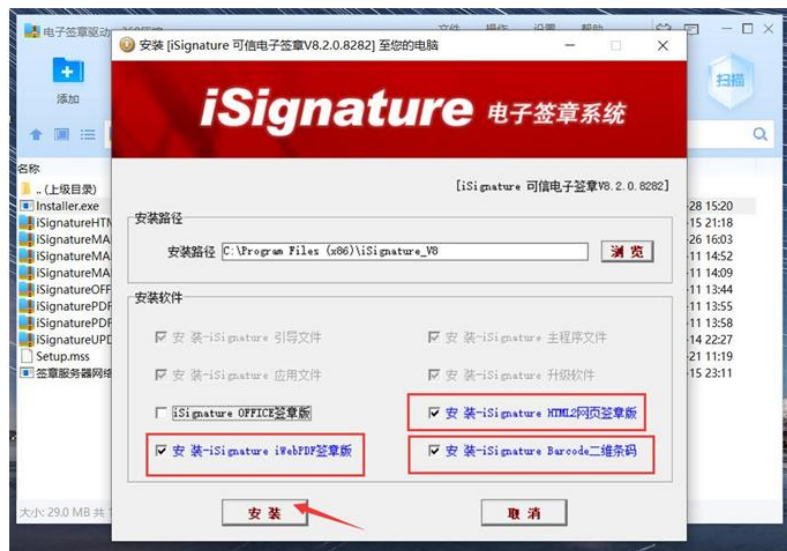 电子签章驱动
文件 操作 设置 帮助
安装 [iSignature 可信电子签章V8.2.0.8282] 至您的电脑
添加
扫描
iSignature 电子签章系统
名称
[iSignature 可信电子签章V8.2.0.8282]
.. (上级目录)
Installer.exe
-28 15:20
iSignatureHTM
-15 21:18
iSignatureMA
-26 16:03
iSignatureMA
-11 14:52
iSignatureMA
-11 14:09
iSignatureOFF
-11 13:44
iSignaturePDF
-11 13:55
iSignaturePDF
-11 13:58
iSignatureUPD
-14 22:27
Setup.mss
-21 11:19
签章服务器网络
-15 23:11
安装路径
安装路径 C:\Program Files (x86)\iSignature_V8 浏览
安装软件
安 装-iSignature 引导文件
安 装-iSignature 主程序文件
安 装-iSignature 应用文件
安 装-iSignature 升级软件
iSignature OFFICE签章版
安 装-iSignature HTML2网页签章版
安 装-iSignature iWebPDF签章版
安 装-iSignature Barcode二维条码
安 装
取 消
大小: 29.0 MB 共